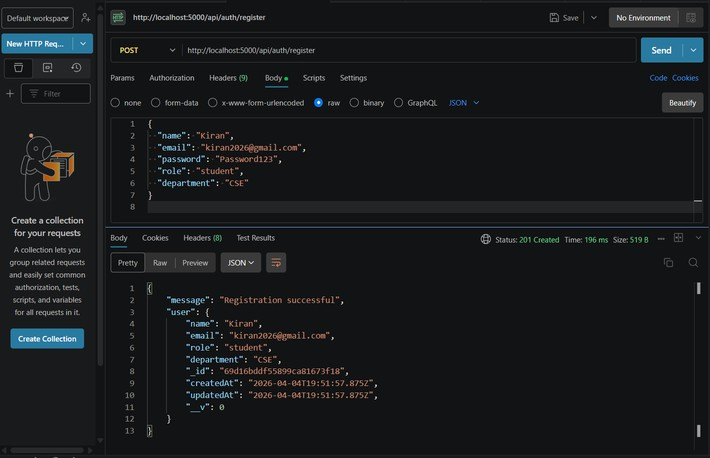 http://localhost:5000/api/auth/register
Save
No Environment
Default workspace
New HTTP Req...
POST
http://localhost:5000/api/auth/register
Send
Params Authorization Headers (9) Body Scripts Settings
Code Cookies
Filter
none form-data x-www-form-urlencoded raw binary GraphQL JSON
Beautify
1 {
2 "name": "Kiran",
3 "email": "kiran2026@gmail.com",
4 "password": "Password123",
5 "role": "student",
6 "department": "CSE"
7 }
8
Create a collection
for your requests
A collection lets you
group related requests
and easily set common
authorization, tests,
scripts, and variables
for all requests in it.
Create Collection
Body Cookies Headers (8) Test Results
Status: 201 Created Time: 196 ms Size: 519 B
Pretty Raw Preview JSON
1 {
2 "message": "Registration successful",
3 "user": {
4 "name": "Kiran",
5 "email": "kiran2026@gmail.com",
6 "role": "student",
7 "department": "CSE",
8 "_id": "69d16bddf55899ca81673f18",
9 "createdAt": "2026-04-04T19:51:57.875Z",
10 "updatedAt": "2026-04-04T19:51:57.875Z",
11 "__v": 0
12 }
13 }